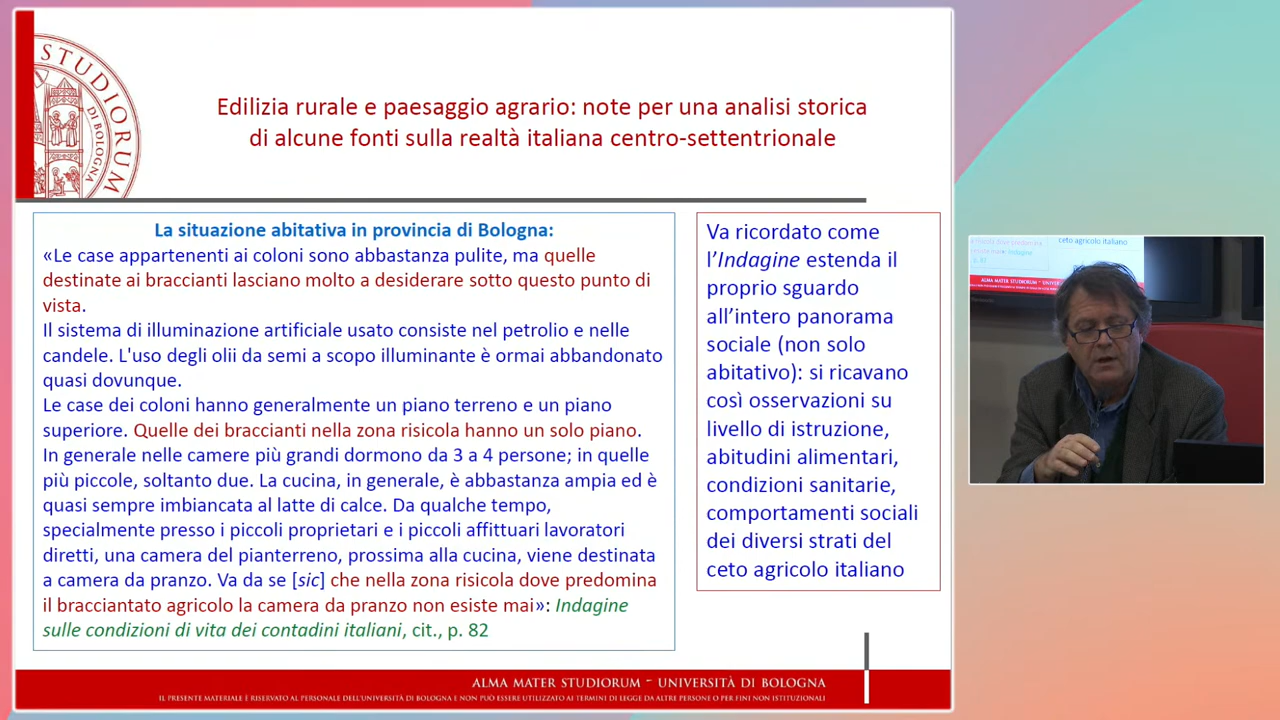 STUDIORUM
DI BOLOGNA
Edilizia rurale e paesaggio agrario: note per una analisi storica
di alcune fonti sulla realtà italiana centro-settentrionale
La situazione abitativa in provincia di Bologna:
«Le case appartenenti ai coloni sono abbastanza pulite, ma quelle
destinate ai braccianti lasciano molto a desiderare sotto questo punto di
vista.
Il sistema di illuminazione artificiale usato consiste nel petrolio e nelle
candele. L'uso degli olii da semi a scopo illuminante è ormai abbandonato
quasi dovunque.
Le case dei coloni hanno generalmente un piano terreno e un piano
superiore. Quelle dei braccianti nella zona risicola hanno un solo piano.
In generale nelle camere più grandi dormono da 3 a 4 persone; in quelle
più piccole, soltanto due. La cucina, in generale, è abbastanza ampia ed è
quasi sempre imbiancata al latte di calce. Da qualche tempo,
specialmente presso i piccoli proprietari e i piccoli affittuari lavoratori
diretti, una camera del pianterreno, prossima alla cucina, viene destinata
a camera da pranzo. Va da se [sic] che nella zona risicola dove predomina
il bracciantato agricolo la camera da pranzo non esiste mai»: Indagine
sulle condizioni di vita dei contadini italiani, cit., p. 82
Va ricordato come
l'Indagine estenda il
proprio sguardo
all'intero panorama
sociale (non solo
abitativo): si ricavano
così osservazioni su
livello di istruzione,
abitudini alimentari,
condizioni sanitarie,
comportamenti sociali
dei diversi strati del
ceto agricolo italiano
ALMA MATER STUDIORUM ~ UNIVERSITÀ DI BOLOGNA
IL PRESENTE MATERIALE È RISERVATO AL PERSONALE DELL'UNIVERSITÀ DI BOLOGNA E NON PUÒ ESSERE UTILIZZATO AI TERMINI DI LEGGE DA ALTRE PERSONE O PER FINI NON ISTITUZIONALI
ceto agricolo italiano
p. 82
ALMA MATER STUDIORUM ~ UNIVERSI